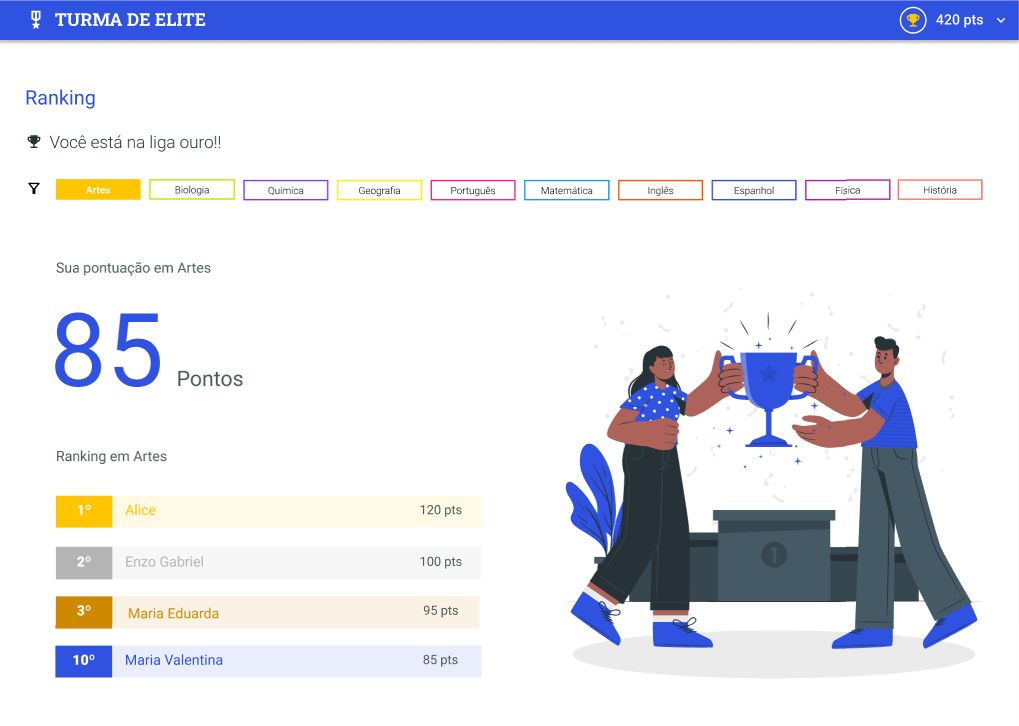 TURMA DE ELITE
420 pts
Ranking
Você está na liga ouro!!
Artes Biologia Química Geografia Português Matemática Inglês Espanhol Física História
Sua pontuação em Artes
85 Pontos
Ranking em Artes
1º Alice 120 pts
2º Enzo Gabriel 100 pts
3º Maria Eduarda 95 pts
10º Maria Valentina 85 pts
1